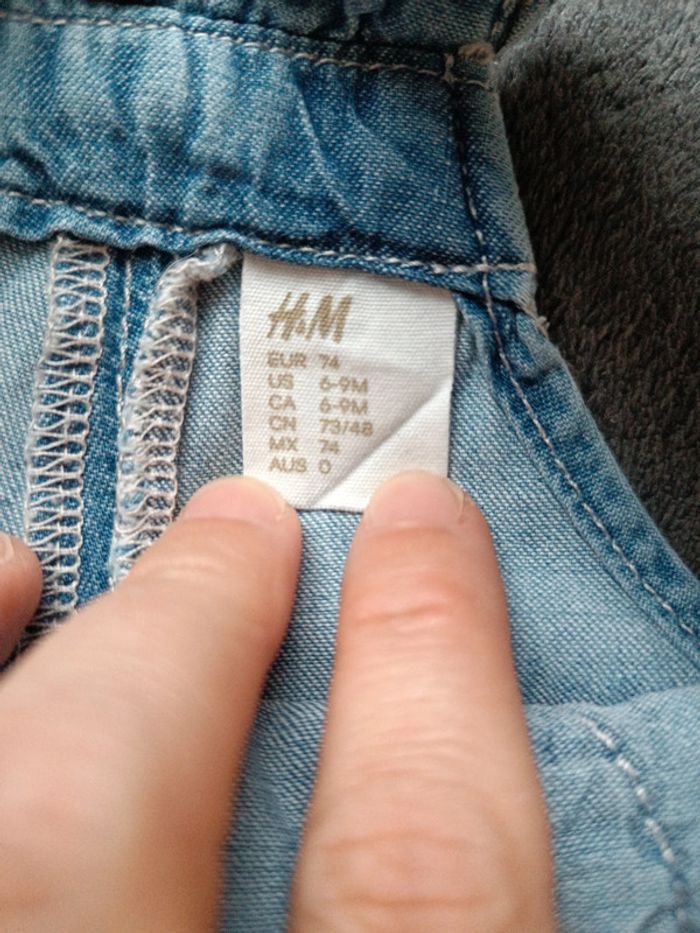 H&M
EUR 74
US 6-9M
CA 6-9M
CN 73/48
MX 74
AUS 0